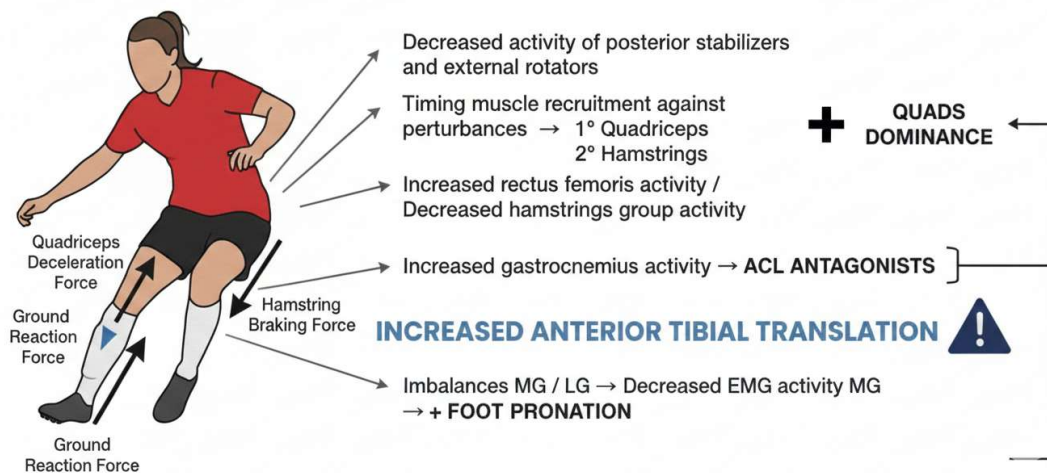 Decreased activity of posterior stabilizers
and external rotators
Timing muscle recruitment against
perturbances → 1° Quadriceps
2° Hamstrings
+ QUADS
DOMINANCE
Increased rectus femoris activity /
Decreased hamstrings group activity
Quadriceps
Deceleration
Force
Increased gastrocnemius activity → ACL ANTAGONISTS
Ground
Reaction
Force
Hamstring
Braking Force
INCREASED ANTERIOR TIBIAL TRANSLATION
!
Imbalances MG / LG → Decreased EMG activity MG
→ + FOOT PRONATION
Ground
Reaction Force